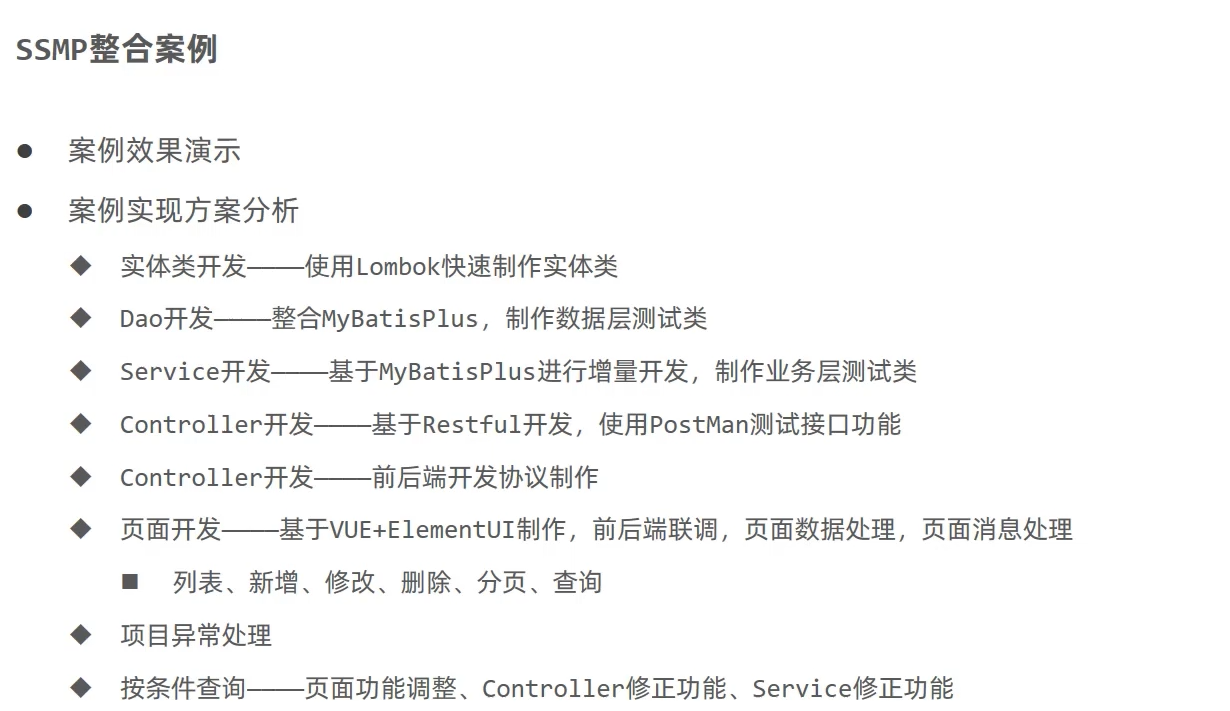 SSMP整合案例
● 案例效果演示
● 案例实现方案分析
◆ 实体类开发————使用Lombok快速制作实体类
◆ Dao开发————整合MyBatisPlus，制作数据层测试类
◆ Service开发————基于MyBatisPlus进行增量开发，制作业务层测试类
◆ Controller开发————基于Restful开发，使用PostMan测试接口功能
◆ Controller开发————前后端开发协议制作
◆ 页面开发————基于VUE+ElementUI制作，前后端联调，页面数据处理，页面消息处理
■ 列表、新增、修改、删除、分页、查询
◆ 项目异常处理
◆ 按条件查询————页面功能调整、Controller修正功能、Service修正功能